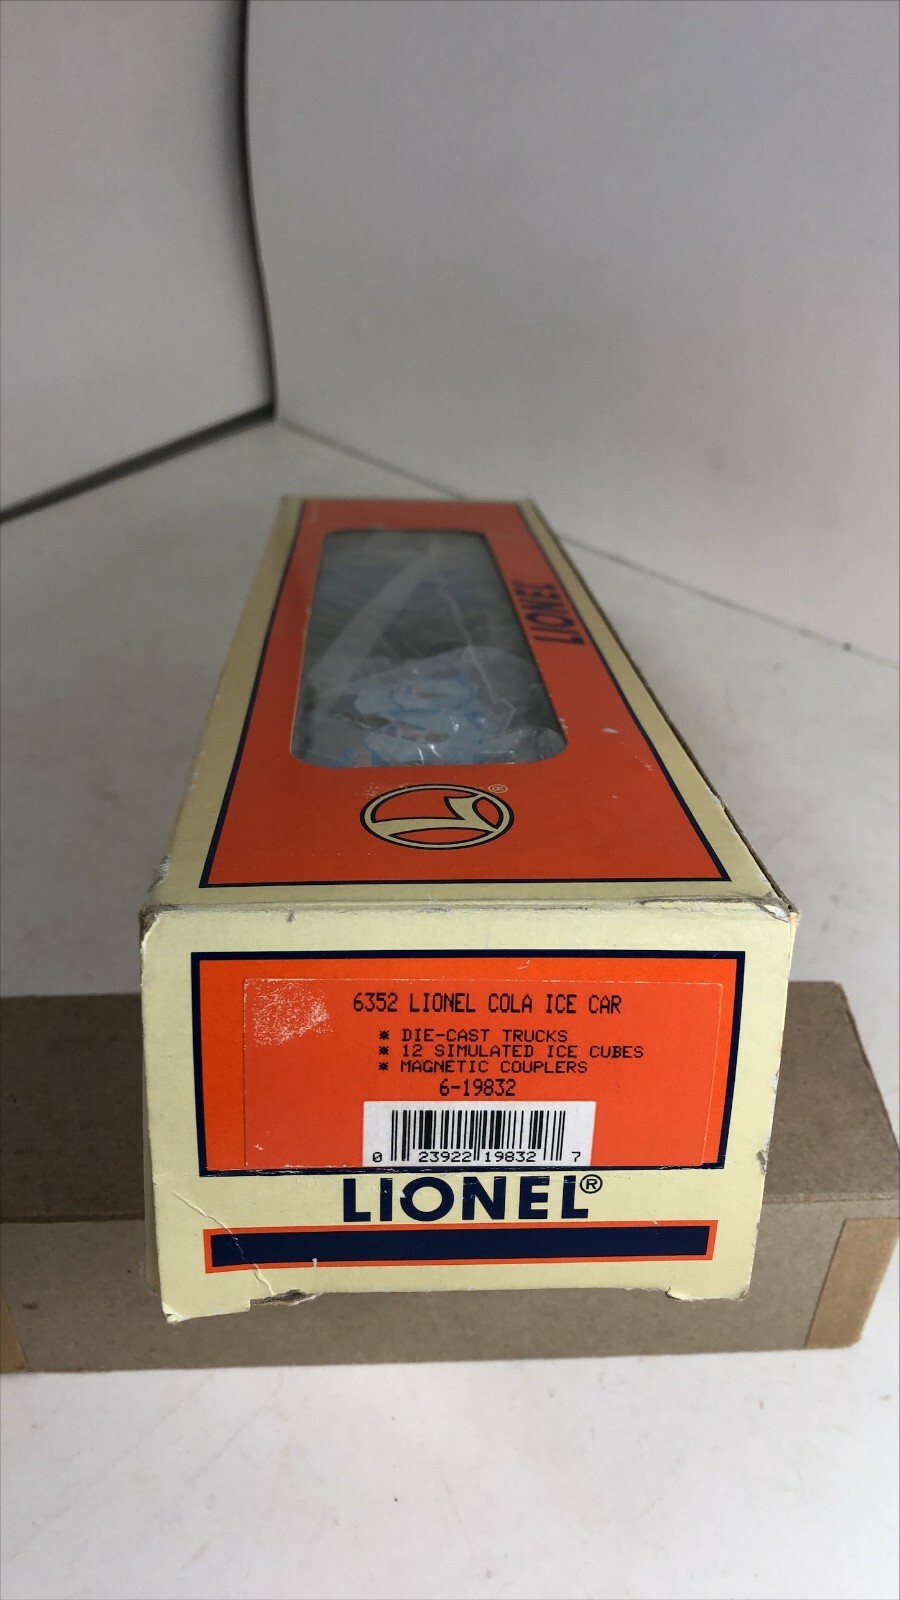 LIONEL
®
6352 LIONEL COLA ICE CAR
* DIE-CAST TRUCKS
* 12 SIMULATED ICE CUBES
* MAGNETIC COUPLERS
6-19832
0 23922 19832 7
LIONEL®